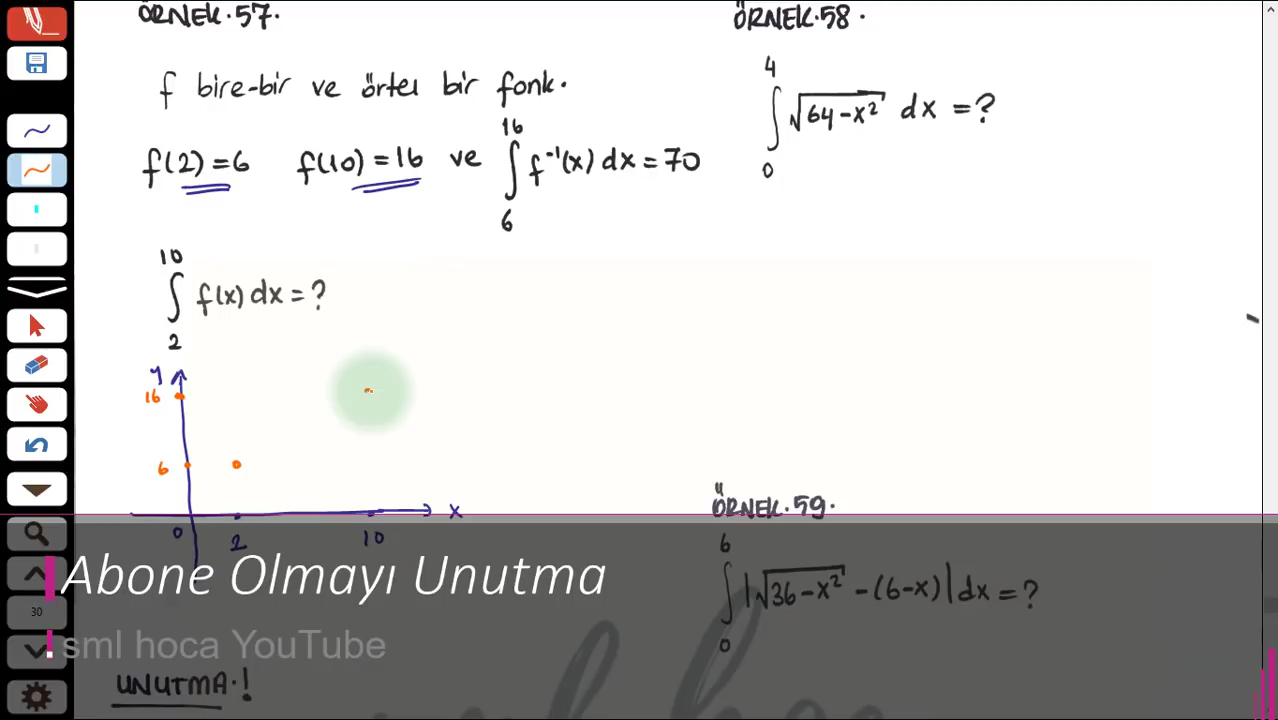 ÖRNEK.57.
f bire-bir ve örten bir fonk.
f(2)=6 f(10)=16 ve ∫₆¹⁶ f⁻¹(x) dx = 70
∫₂¹⁰ f(x) dx = ?
y
16
6
0 2 10 x
UNUTMA.!
ÖRNEK.58.
∫₀⁴ √(64-x²) dx = ?
ÖRNEK.59.
∫₀⁶ |√(36-x²) - (6-x)| dx = ?
! Abone Olmayı Unutma
! sml hoca YouTube
30